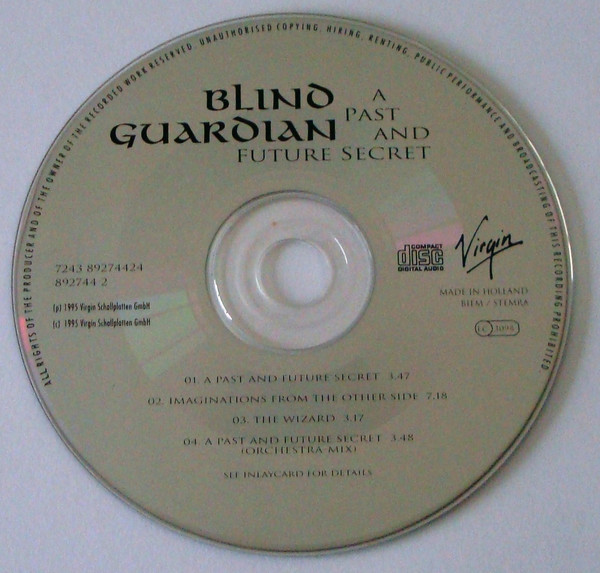 ALL RIGHTS OF THE PRODUCER AND OF THE OWNER OF THE RECORDED WORK RESERVED. UNAUTHORISED COPYING, HIRING, RENTING, PUBLIC PERFORMANCE AND BROADCASTING OF THIS RECORDING PROHIBITED
BLIND
GUARDIAN
A
PAST
AND
FUTURE SECRET
7243 89274424
892744 2
(p) 1995 Virgin Schallplatten GmbH
(c) 1995 Virgin Schallplatten GmbH
COMPACT
disc
DIGITAL AUDIO
Virgin
MADE IN HOLLAND
BIEM / STEMRA
LC 3098
01. A PAST AND FUTURE SECRET 3.47
02. IMAGINATIONS FROM THE OTHER SIDE 7.18
03. THE WIZARD 3.17
04. A PAST AND FUTURE SECRET 3.48
(ORCHESTRA-MIX)
SEE INLAYCARD FOR DETAILS